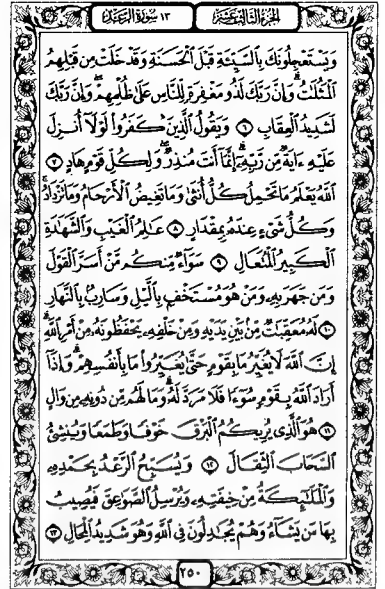 الجزء الثالث عشر
١٣ سورة الرعد
وَيَسْتَعْجِلُونَكَ بِالسَّيِّئَةِ قَبْلَ الْحَسَنَةِ وَقَدْ خَلَتْ مِن قَبْلِهِمُ
الْمَثُلَٰتُ ۗ وَإِنَّ رَبَّكَ لَذُو مَغْفِرَةٍ لِّلنَّاسِ عَلَىٰ ظُلْمِهِمْ ۖ وَإِنَّ رَبَّكَ
لَشَدِيدُ الْعِقَابِ ٦ وَيَقُولُ الَّذِينَ كَفَرُوا لَوْلَا أُنزِلَ
عَلَيْهِ ءَايَةٌ مِّن رَّبِّهِ ۗ إِنَّمَا أَنتَ مُنذِرٌ ۖ وَلِكُلِّ قَوْمٍ هَادٍ ٧
اللَّهُ يَعْلَمُ مَا تَحْمِلُ كُلُّ أُنثَىٰ وَمَا تَغِيضُ الْأَرْحَامُ وَمَا تَزْدَادُ ۖ
وَكُلُّ شَىْءٍ عِندَهُ بِمِقْدَارٍ ٨ عَٰلِمُ الْغَيْبِ وَالشَّهَٰدَةِ
الْكَبِيرُ الْمُتَعَالِ ٩ سَوَاءٌ مِّنكُم مَّنْ أَسَرَّ الْقَوْلَ
وَمَن جَهَرَ بِهِ وَمَنْ هُوَ مُسْتَخْفٍ بِالَّيْلِ وَسَارِبٌ بِالنَّهَارِ
١٠ لَهُ مُعَقِّبَٰتٌ مِّن بَيْنِ يَدَيْهِ وَمِنْ خَلْفِهِ يَحْفَظُونَهُ مِنْ أَمْرِ اللَّهِ ۗ
إِنَّ اللَّهَ لَا يُغَيِّرُ مَا بِقَوْمٍ حَتَّىٰ يُغَيِّرُوا مَا بِأَنفُسِهِمْ ۗ وَإِذَا
أَرَادَ اللَّهُ بِقَوْمٍ سُوءًا فَلَا مَرَدَّ لَهُ ۚ وَمَا لَهُم مِّن دُونِهِ مِن وَالٍ
١١ هُوَ الَّذِى يُرِيكُمُ الْبَرْقَ خَوْفًا وَطَمَعًا وَيُنشِئُ
السَّحَابَ الثِّقَالَ ١٢ وَيُسَبِّحُ الرَّعْدُ بِحَمْدِهِ
وَالْمَلَٰئِكَةُ مِنْ خِيفَتِهِ وَيُرْسِلُ الصَّوَٰعِقَ فَيُصِيبُ
بِهَا مَن يَشَاءُ وَهُمْ يُجَٰدِلُونَ فِى اللَّهِ وَهُوَ شَدِيدُ الْمِحَالِ ١٣
٢٥٠